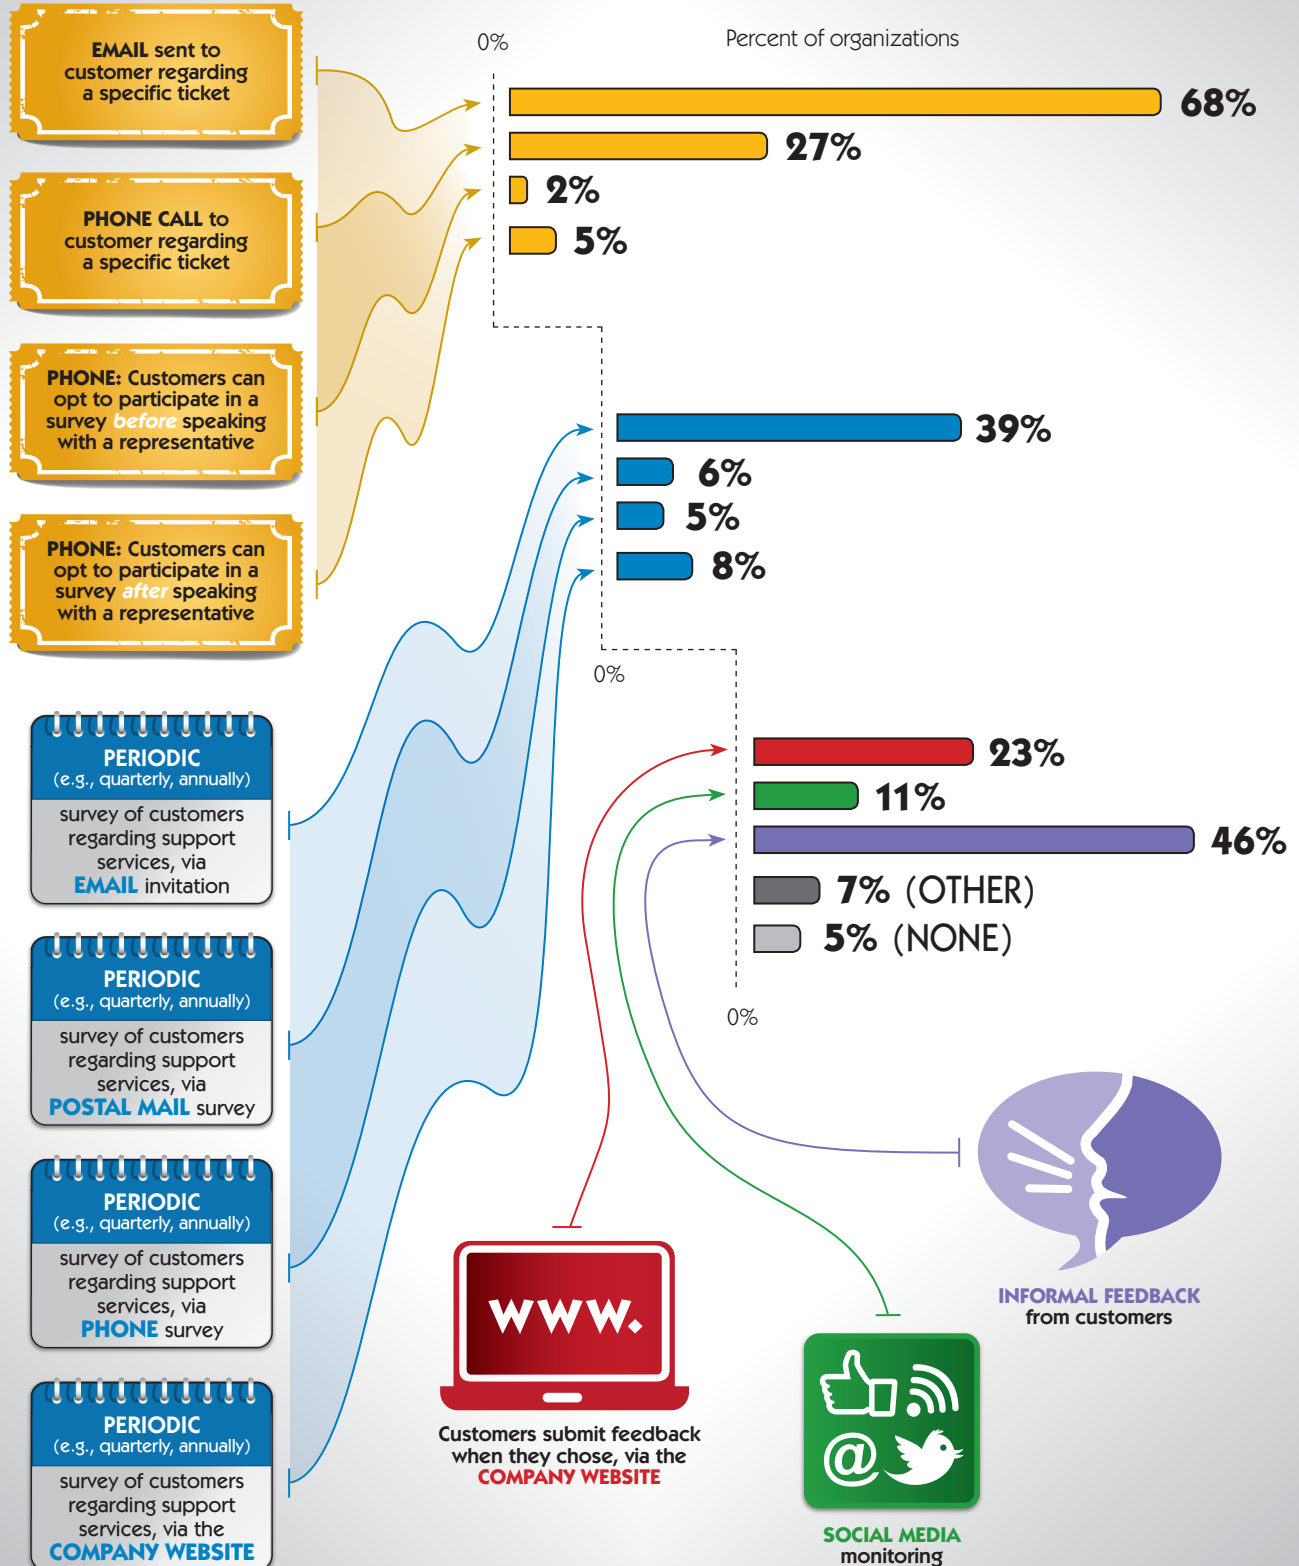 EMAIL sent to
customer regarding
a specific ticket
PHONE CALL to
customer regarding
a specific ticket
PHONE: Customers can
opt to participate in a
survey before speaking
with a representative
PHONE: Customers can
opt to participate in a
survey after speaking
with a representative
0%
Percent of organizations
68%
27%
2%
5%
39%
6%
5%
8%
0%
23%
11%
46%
7% (OTHER)
5% (NONE)
0%
PERIODIC
(e.g., quarterly, annually)
survey of customers
regarding support
services, via
EMAIL invitation
PERIODIC
(e.g., quarterly, annually)
survey of customers
regarding support
services, via
POSTAL MAIL survey
PERIODIC
(e.g., quarterly, annually)
survey of customers
regarding support
services, via
PHONE survey
PERIODIC
(e.g., quarterly, annually)
survey of customers
regarding support
services, via the
COMPANY WEBSITE
www.
Customers submit feedback
when they chose, via the
COMPANY WEBSITE
@
SOCIAL MEDIA
monitoring
INFORMAL FEEDBACK
from customers